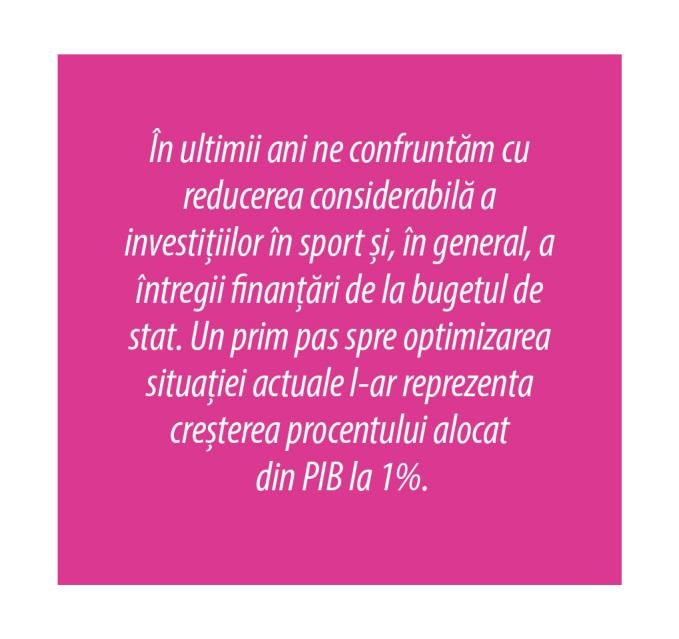 În ultimii ani ne confruntăm cu
reducerea considerabilă a
investițiilor în sport și, în general, a
întregii finanțări de la bugetul de
stat. Un prim pas spre optimizarea
situației actuale l-ar reprezenta
creșterea procentului alocat
din PIB la 1%.